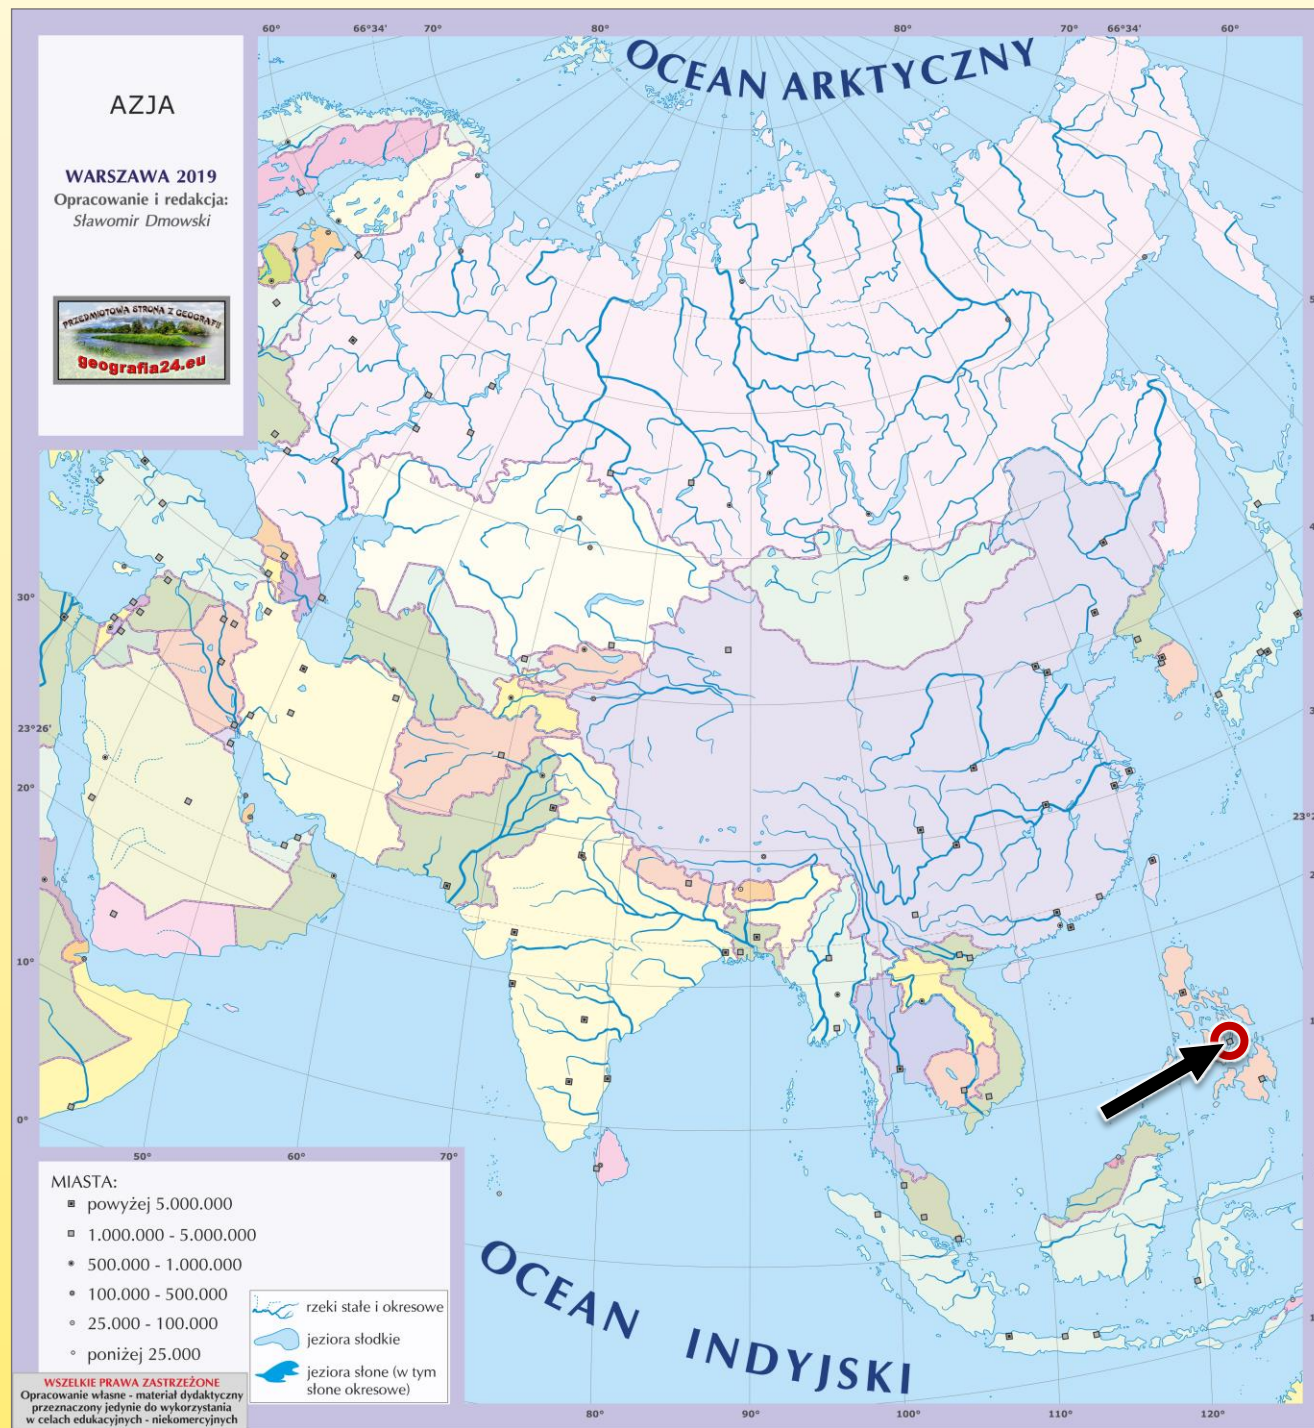 60°
66°34'
70°
80°
80°
70°
66°34'
60°
OCEAN ARKTYCZNY
AZJA
WARSZAWA 2019
Opracowanie i redakcja:
Sławomir Dmowski
PRZEDMIOTOWA STRONA Z GEOGRAFII
geografia24.eu
30°
23°26'
20°
10°
0°
50°
60°
70°
MIASTA:
powyżej 5.000.000
1.000.000 - 5.000.000
500.000 - 1.000.000
100.000 - 500.000
25.000 - 100.000
poniżej 25.000
rzeki stałe i okresowe
jeziora słodkie
jeziora słone (w tym
słone okresowe)
WSZELKIE PRAWA ZASTRZEŻONE
Opracowanie własne - materiał dydaktyczny
przeznaczony jedynie do wykorzystania
w celach edukacyjnych - niekomercyjnych
OCEAN INDYJSKI
80°
90°
100°
110°
120°